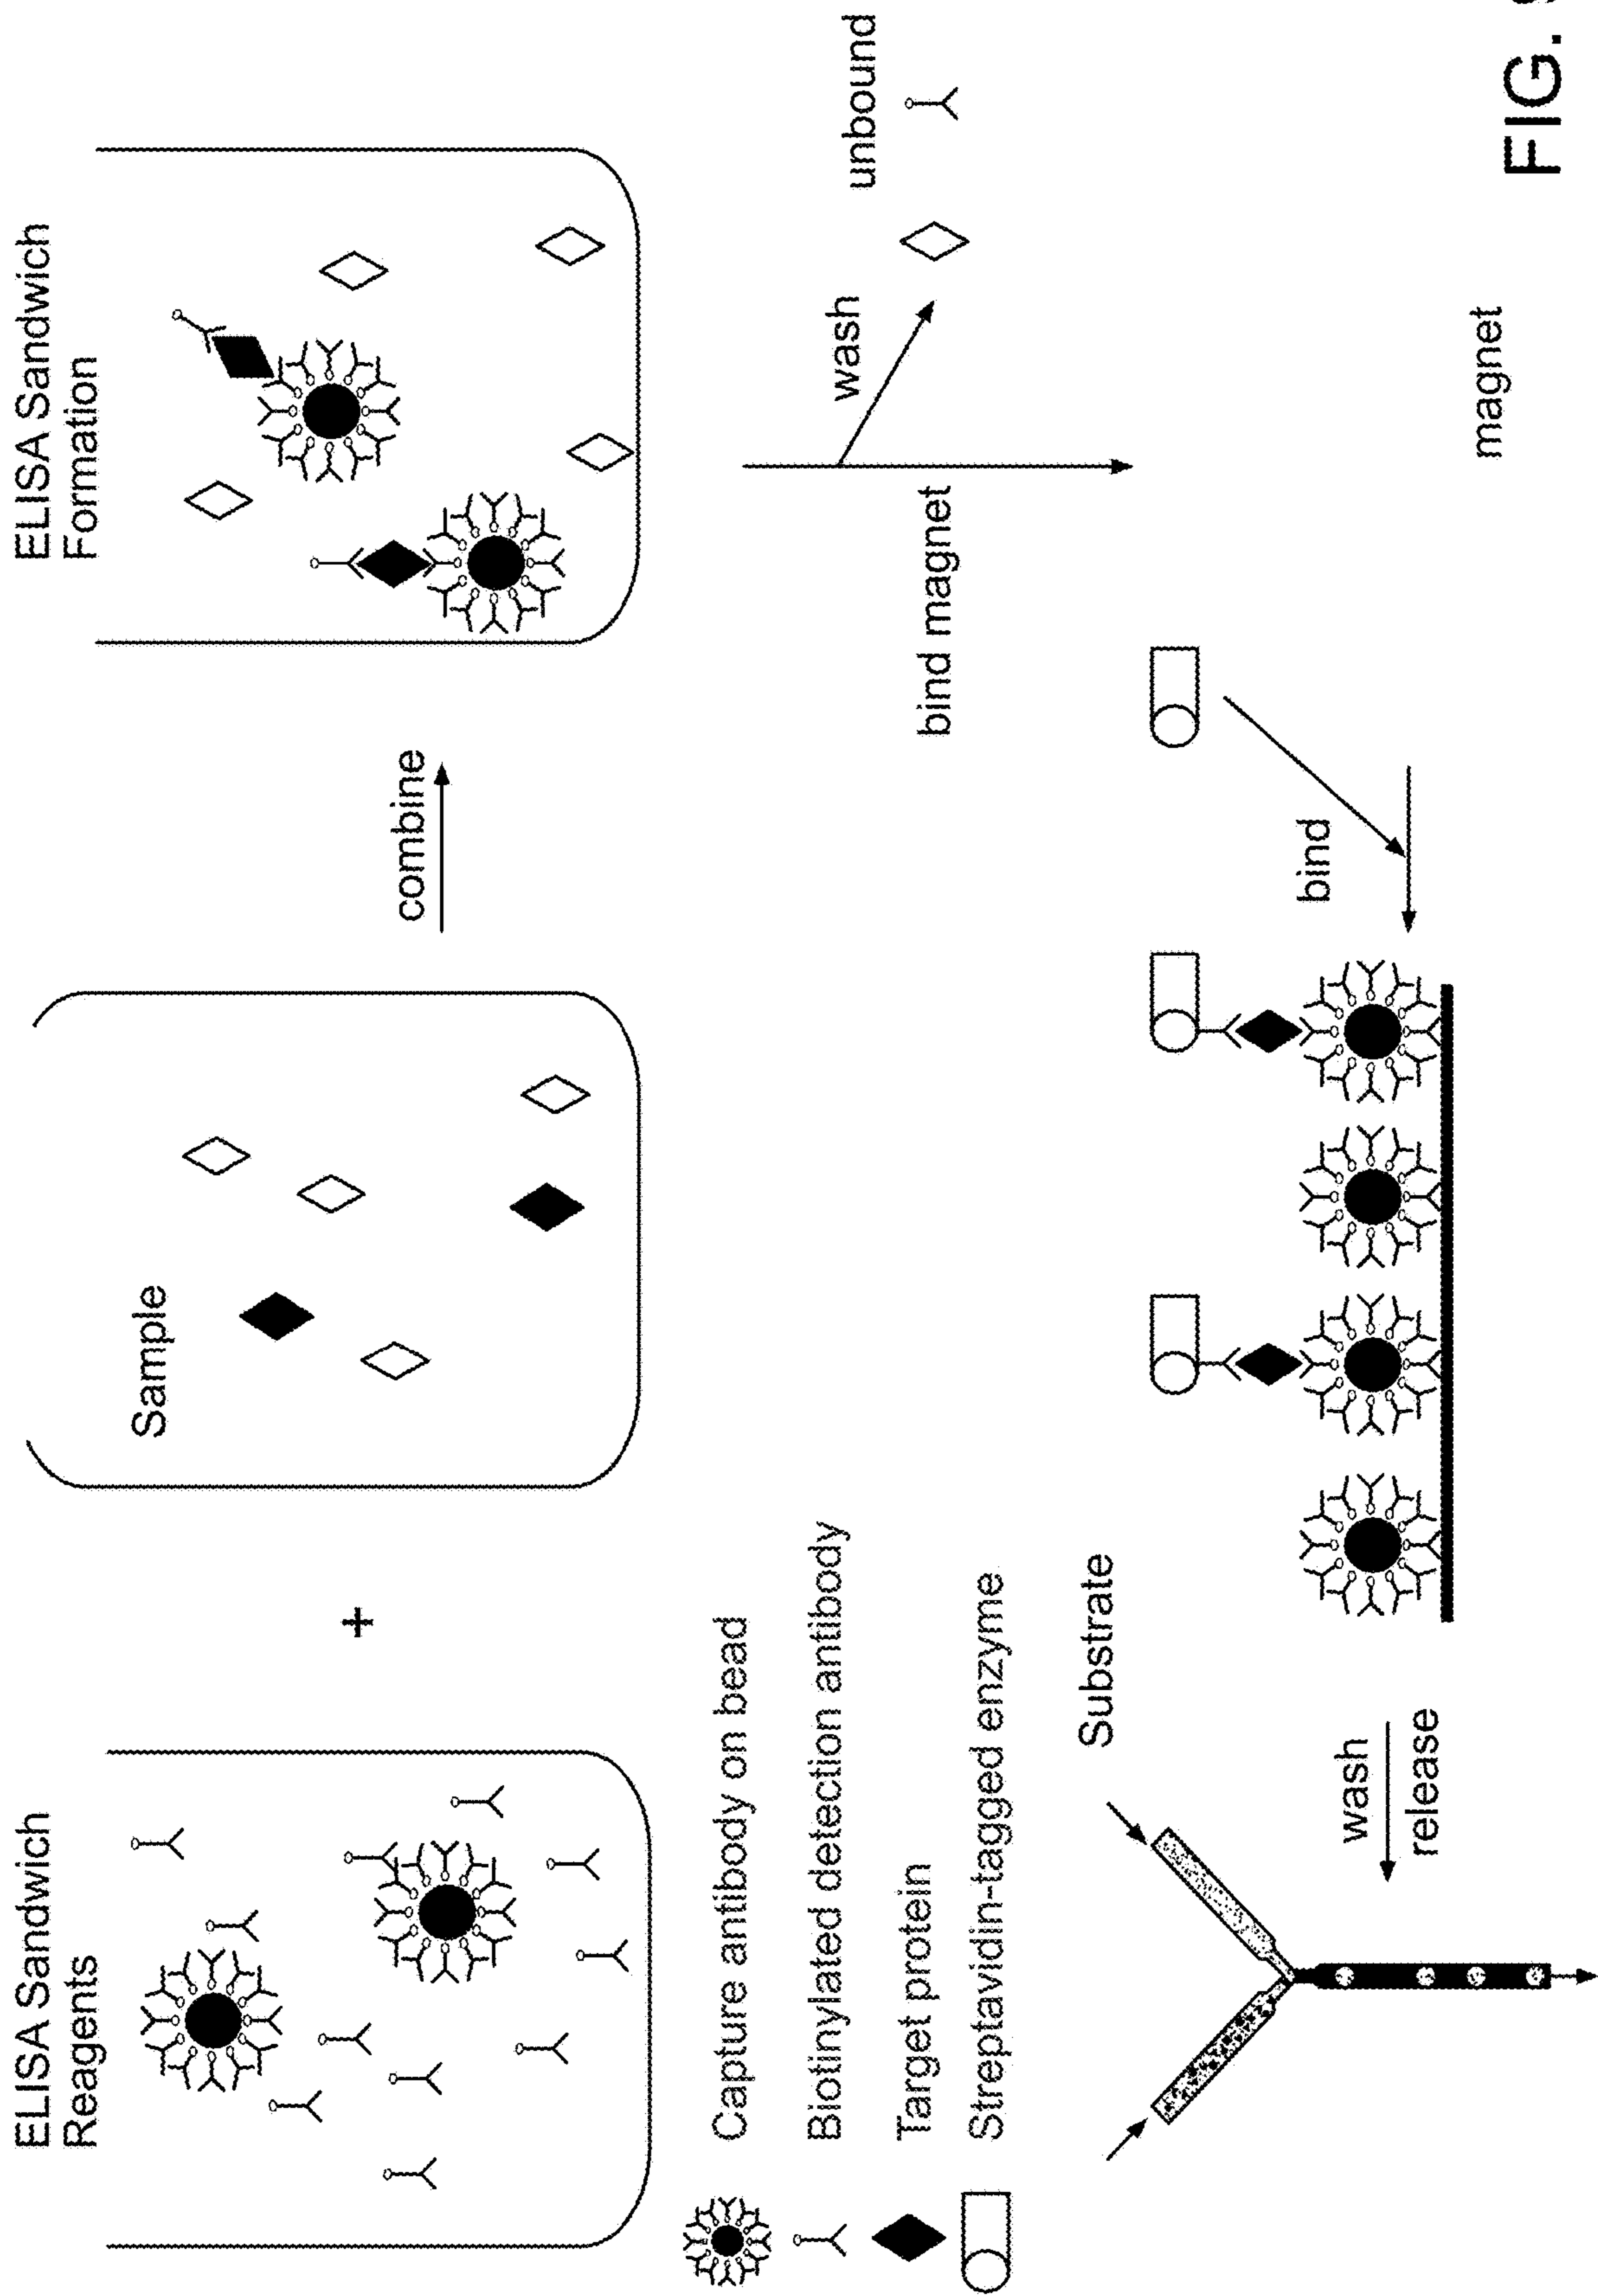 ELISA Sandwich
Reagents
+
Sample
combine
ELISA Sandwich
Formation
Capture antibody on bead
Biotinylated detection antibody
Target protein
Streptavidin-tagged enzyme
bind magnet
wash
unbound
Substrate
wash
release
bind
magnet
FIG.